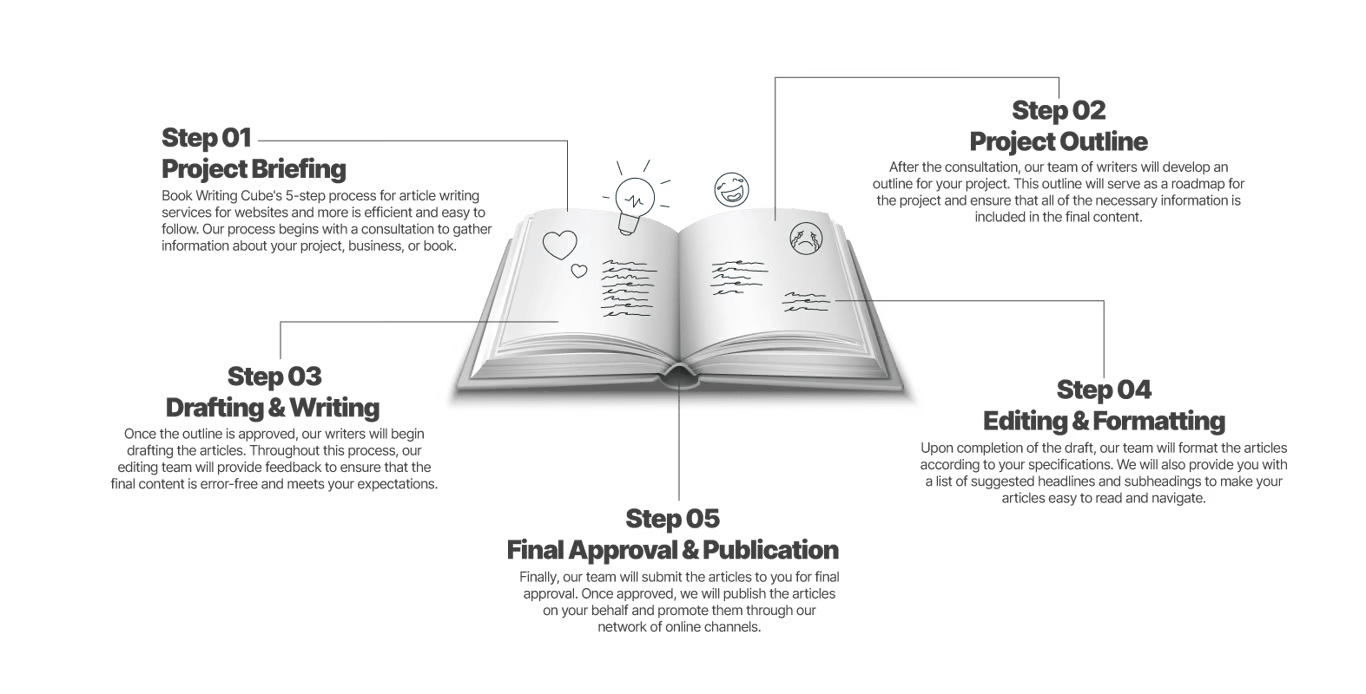 Step 01
Project Briefing
Book Writing Cube's 5-step process for article writing
services for websites and more is efficient and easy to
follow. Our process begins with a consultation to gather
information about your project, business, or book.
Step 02
Project Outline
After the consultation, our team of writers will develop an
outline for your project. This outline will serve as a roadmap for
the project and ensure that all of the necessary information is
included in the final content.
Step 03
Drafting & Writing
Once the outline is approved, our writers will begin
drafting the articles. Throughout this process, our
editing team will provide feedback to ensure that the
final content is error-free and meets your expectations.
Step 04
Editing & Formatting
Upon completion of the draft, our team will format the articles
according to your specifications. We will also provide you with
a list of suggested headlines and subheadings to make your
articles easy to read and navigate.
Step 05
Final Approval & Publication
Finally, our team will submit the articles to you for final
approval. Once approved, we will publish the articles
on your behalf and promote them through our
network of online channels.